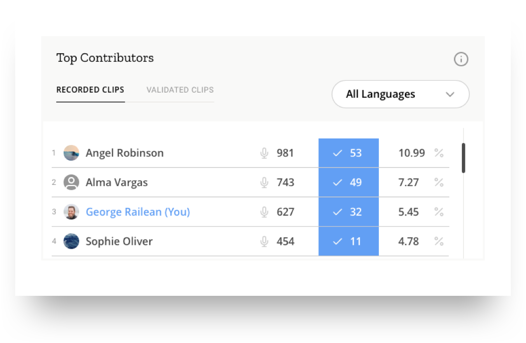 Top Contributors
RECORDED CLIPS VALIDATED CLIPS All Languages
1 Angel Robinson 981 53 10.99 %
2 Alma Vargas 743 49 7.27 %
3 George Railean (You) 627 32 5.45 %
4 Sophie Oliver 454 11 4.78 %